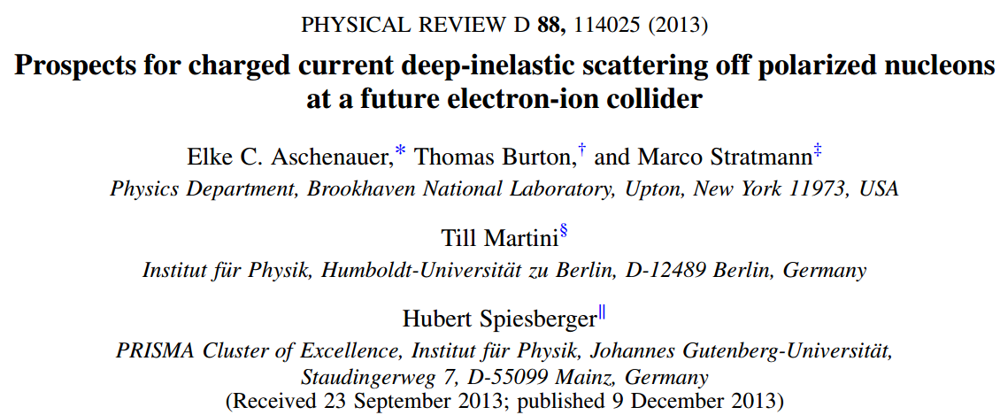 PHYSICAL REVIEW D 88, 114025 (2013)
Prospects for charged current deep-inelastic scattering off polarized nucleons
at a future electron-ion collider
Elke C. Aschenauer,* Thomas Burton,† and Marco Stratmann‡
Physics Department, Brookhaven National Laboratory, Upton, New York 11973, USA
Till Martini§
Institut für Physik, Humboldt-Universität zu Berlin, D-12489 Berlin, Germany
Hubert Spiesberger∥
PRISMA Cluster of Excellence, Institut für Physik, Johannes Gutenberg-Universität,
Staudingerweg 7, D-55099 Mainz, Germany
(Received 23 September 2013; published 9 December 2013)